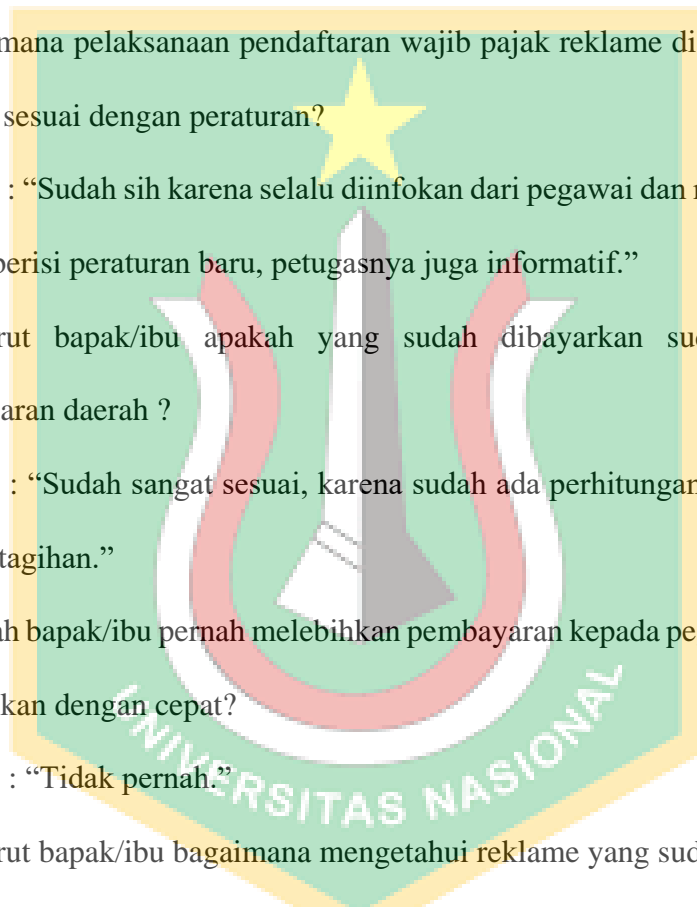 mana pelaksanaan pendaftaran wajib pajak reklame di
sesuai dengan peraturan?
: “Sudah sih karena selalu diinfokan dari pegawai dan
berisi peraturan baru, petugasnya juga informatif.”
rut bapak/ibu apakah yang sudah dibayarkan
aran daerah ?
: “Sudah sangat sesuai, karena sudah ada perhitungan
tagihan.”
ah bapak/ibu pernah melebihkan pembayaran kepada pe
kan dengan cepat?
: “Tidak pernah.”
rut bapak/ibu bagaimana mengetahui reklame yang sud
UNIVERSITAS NASIONAL